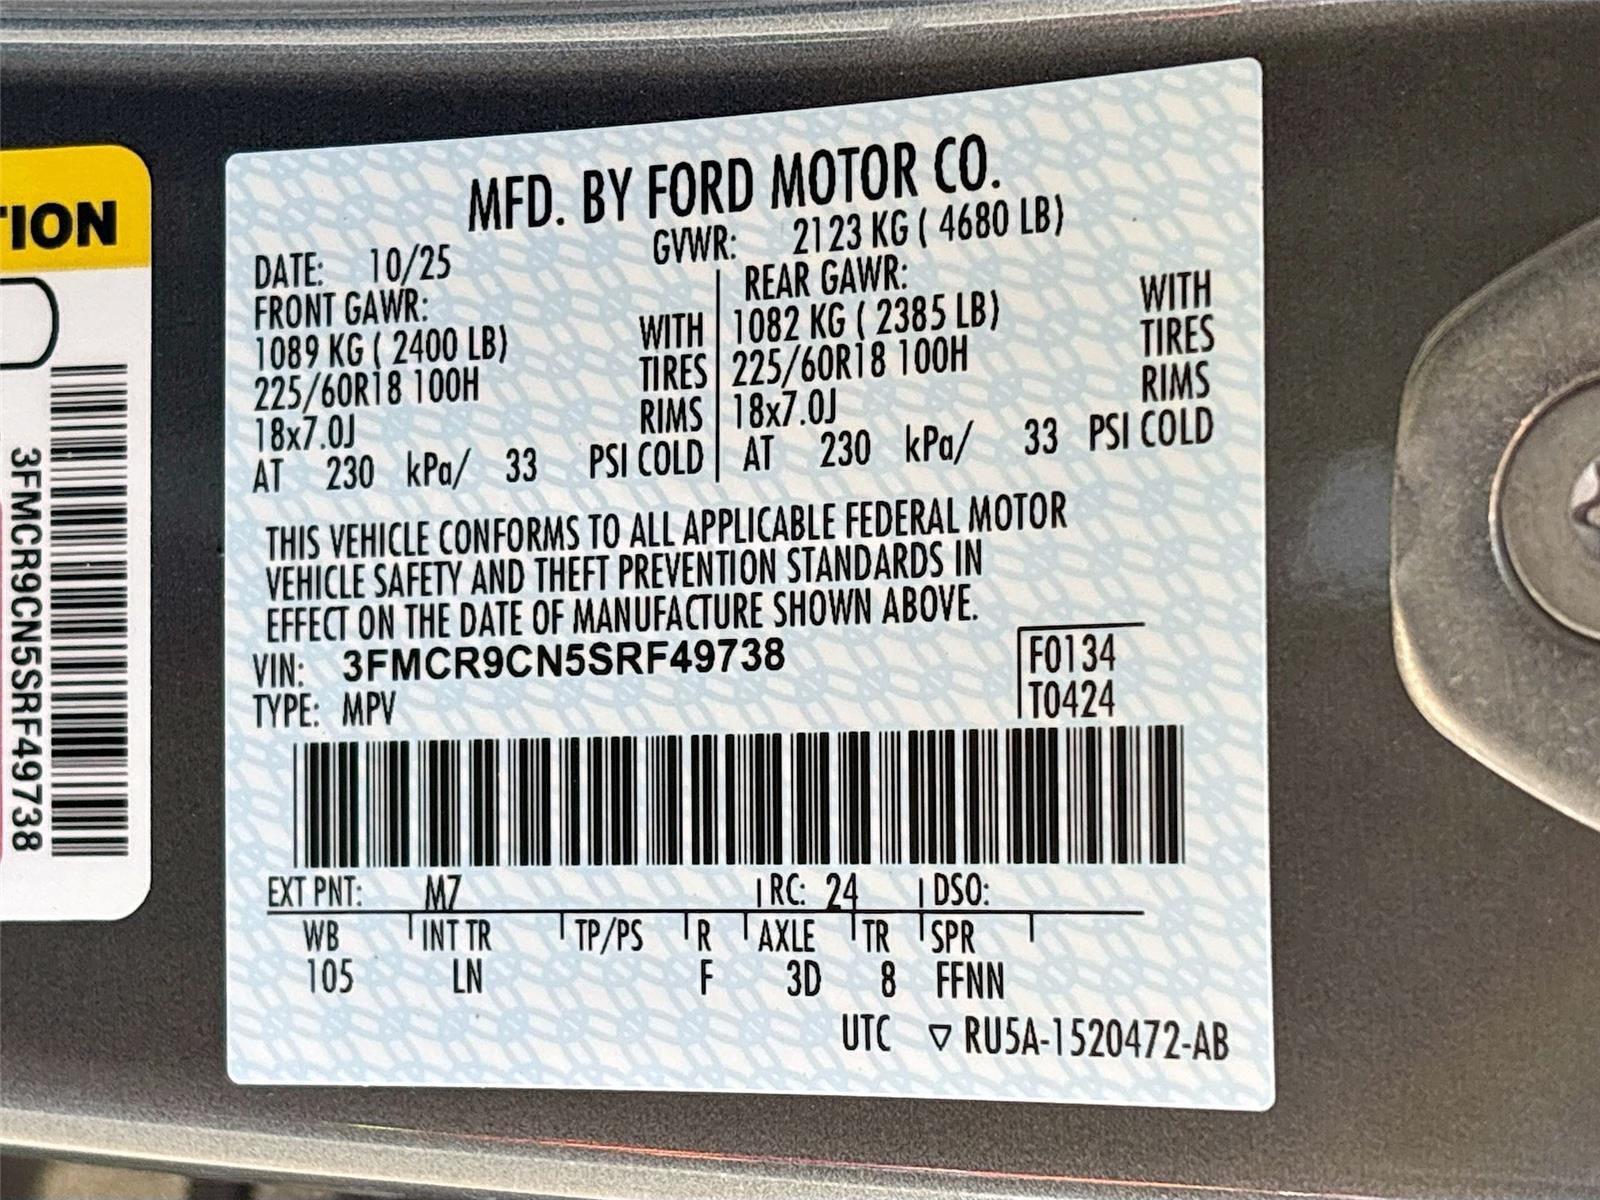 TION
3FMCR9CN5SRF49738
MFD. BY FORD MOTOR CO.
DATE: 10/25 GVWR: 2123 KG ( 4680 LB)
FRONT GAWR: REAR GAWR:
1089 KG ( 2400 LB) WITH 1082 KG ( 2385 LB) WITH
225/60R18 100H TIRES 225/60R18 100H TIRES
18x7.0J RIMS 18x7.0J RIMS
AT 230 kPa/ 33 PSI COLD AT 230 kPa/ 33 PSI COLD
THIS VEHICLE CONFORMS TO ALL APPLICABLE FEDERAL MOTOR
VEHICLE SAFETY AND THEFT PREVENTION STANDARDS IN
EFFECT ON THE DATE OF MANUFACTURE SHOWN ABOVE.
VIN: 3FMCR9CN5SRF49738 F0134
TYPE: MPV T0424
EXT PNT: M7 RC: 24 DSO:
WB INT TR TP/PS R AXLE TR SPR
105 LN F 3D 8 FFNN
UTC ▽ RU5A-1520472-AB